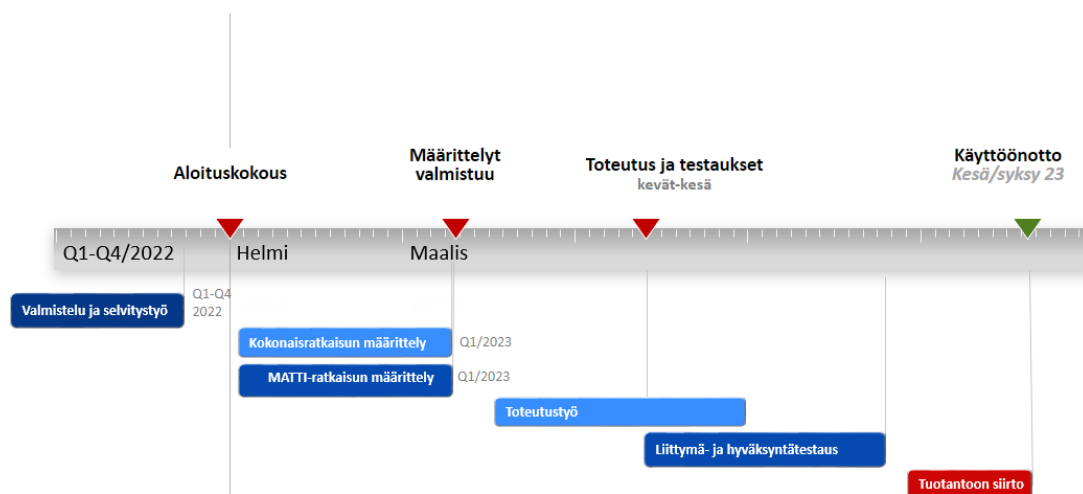 Aloituskokous
Määrittelyt
valmistuu
Toteutus ja testaukset
kevät-kesä
Käyttöönotto
Kesä/syksy 23
Q1-Q4/2022
Helmi
Maalis
Valmistelu ja selvitystyö
Q1-Q4
2022
Kokonaisratkaisun määrittely
Q1/2023
MATTI-ratkaisun määrittely
Q1/2023
Toteutustyö
Liittymä- ja hyväksyntätestaus
Tuotantoon siirto